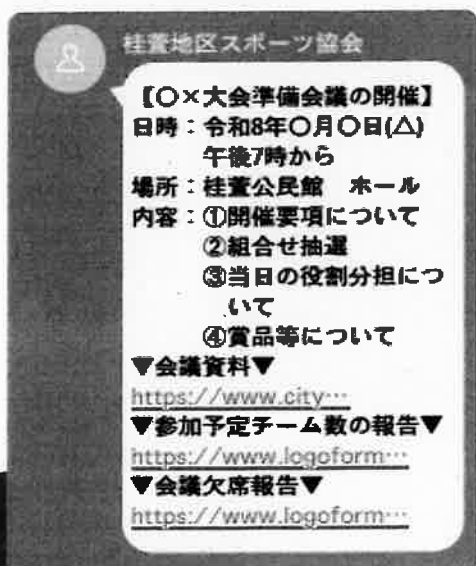 桂萱地区スポーツ協会
【〇×大会準備会議の開催】
日時：令和8年〇月〇日(△)
午後7時から
場所：桂萱公民館　ホール
内容：①開催要項について
②組合せ抽選
③当日の役割分担につ
いて
④賞品等について
▼会議資料▼
https://www.city…
▼参加予定チーム数の報告▼
https://www.logoform…
▼会議欠席報告▼
https://www.logoform…